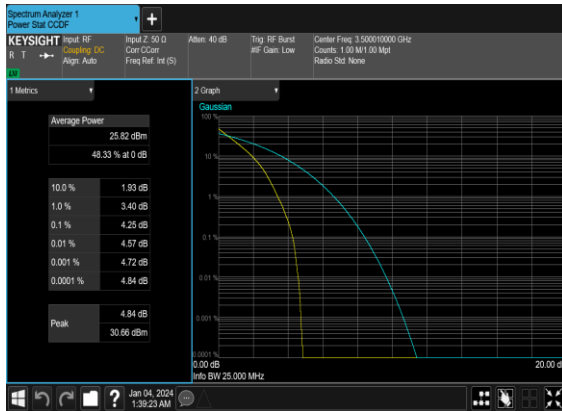 Spectrum Analyzer 1
Power Stat CCDF
+
KEYSIGHT
R T
LXI
Input: RF
Coupling: DC
Align: Auto
Input Z: 50 Ω
Corr CCorr
Freq Ref: Int (S)
Atten: 40 dB
Trig: RF Burst
#IF Gain: Low
Center Freq: 3.500010000 GHz
Counts: 1.00 M/1.00 Mpt
Radio Std: None
1 Metrics
Average Power
25.82 dBm
48.33 % at 0 dB
10.0 % 1.93 dB
1.0 % 3.40 dB
0.1 % 4.25 dB
0.01 % 4.57 dB
0.001 % 4.72 dB
0.0001 % 4.84 dB
Peak
4.84 dB
30.66 dBm
2 Graph
Gaussian
100 %
10 %
1 %
0.1 %
0.01 %
0.001 %
0.0001 %
0.00 dB
20.00 d
Info BW 25.000 MHz
?
Jan 04, 2024
1:39:23 AM